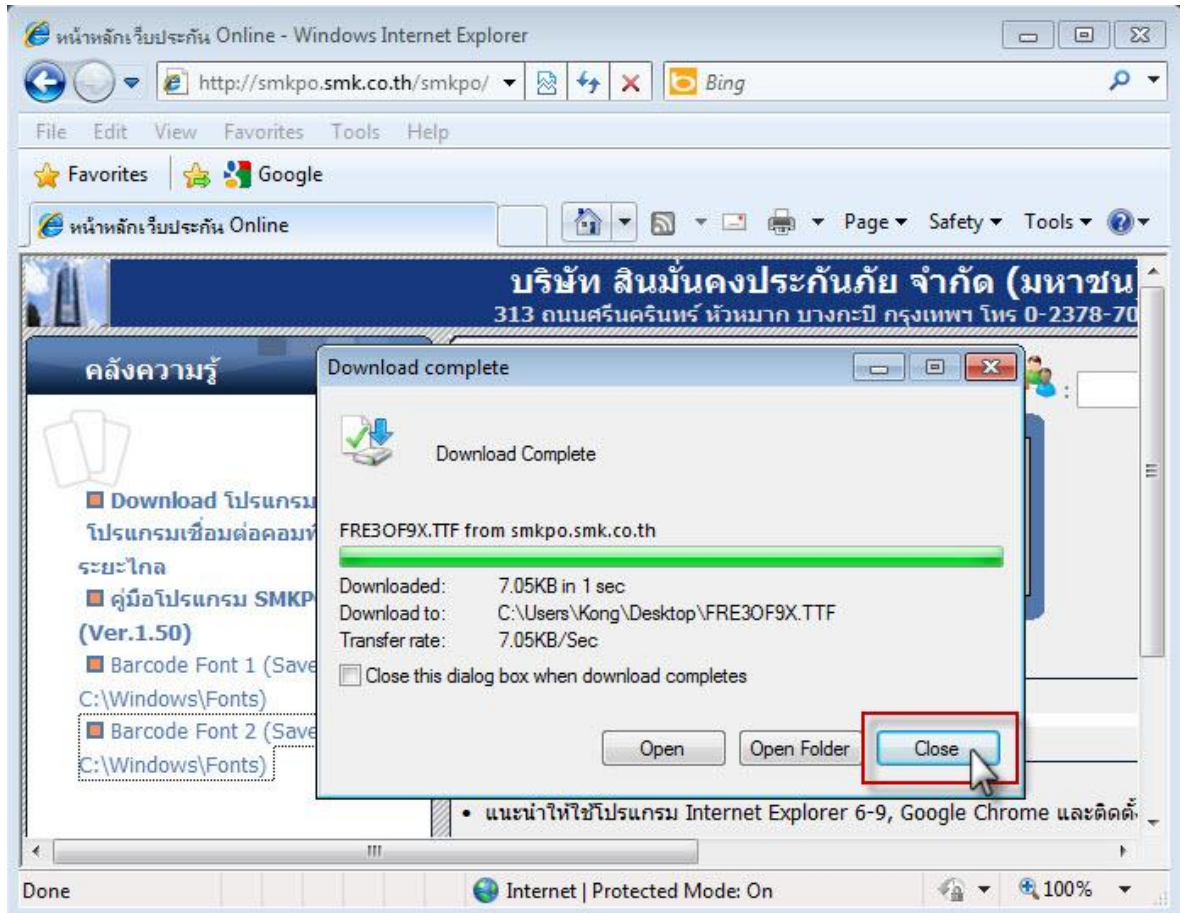 หน้าหลักเว็บประกัน Online - Windows Internet Explorer
http://smkpo.smk.co.th/smkpo/
Bing
File Edit View Favorites Tools Help
Favorites Google
หน้าหลักเว็บประกัน Online
Page Safety Tools
บริษัท สินมั่นคงประกันภัย จำกัด (มหาชน)
313 ถนนศรีนครินทร์ หัวหมาก บางกะปิ กรุงเทพฯ โทร 0-2378-70
คลังความรู้
:
Download โปรแกรม
โปรแกรมเชื่อมต่อคอมพิ
ระยะไกล
คู่มือโปรแกรม SMKP
(Ver.1.50)
Barcode Font 1 (Save
C:\Windows\Fonts)
Barcode Font 2 (Save
C:\Windows\Fonts)
Download complete
Download Complete
FRE3OF9X.TTF from smkpo.smk.co.th
Downloaded: 7.05KB in 1 sec
Download to: C:\Users\Kong\Desktop\FRE3OF9X.TTF
Transfer rate: 7.05KB/Sec
Close this dialog box when download completes
Open Open Folder Close
• แนะนำให้ใช้โปรแกรม Internet Explorer 6-9, Google Chrome และติดตั้
Done Internet | Protected Mode: On 100%